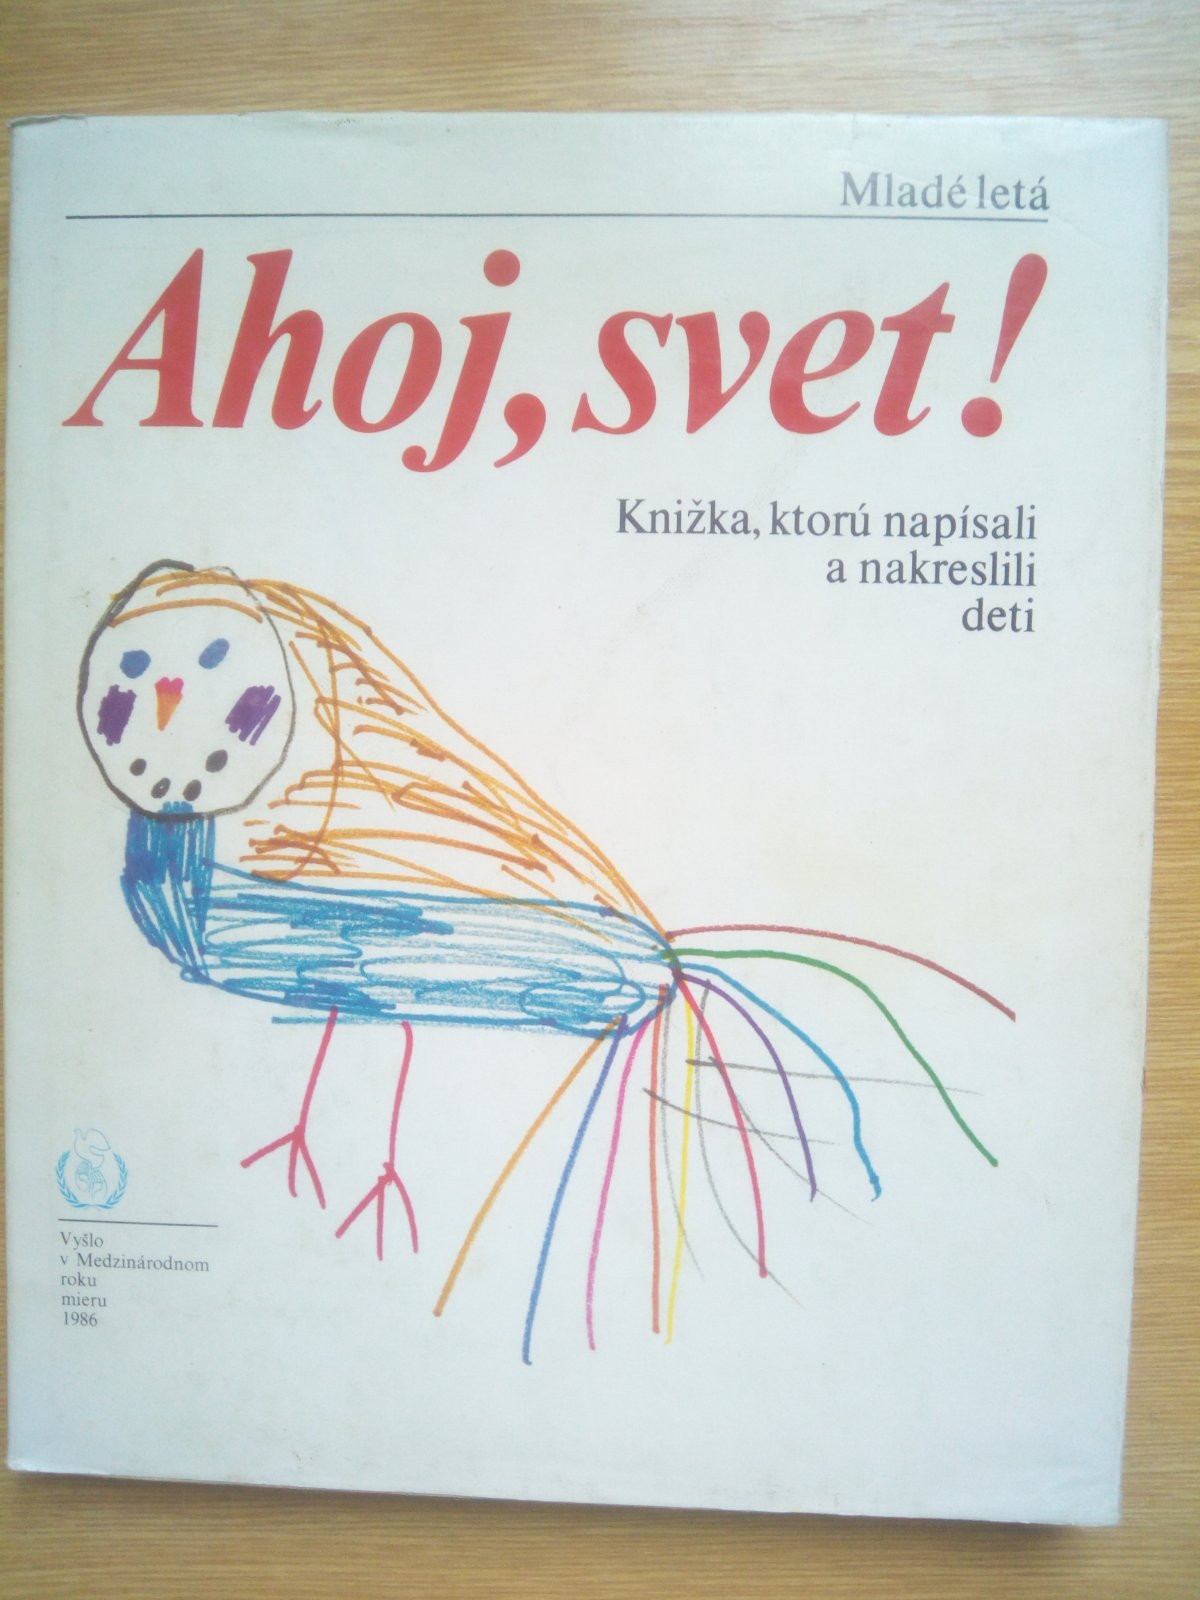 Mladé letá
Ahoj, svet!
Knižka, ktorú napísali
a nakreslili
deti
Vyšlo
v Medzinárodnom
roku
mieru
1986